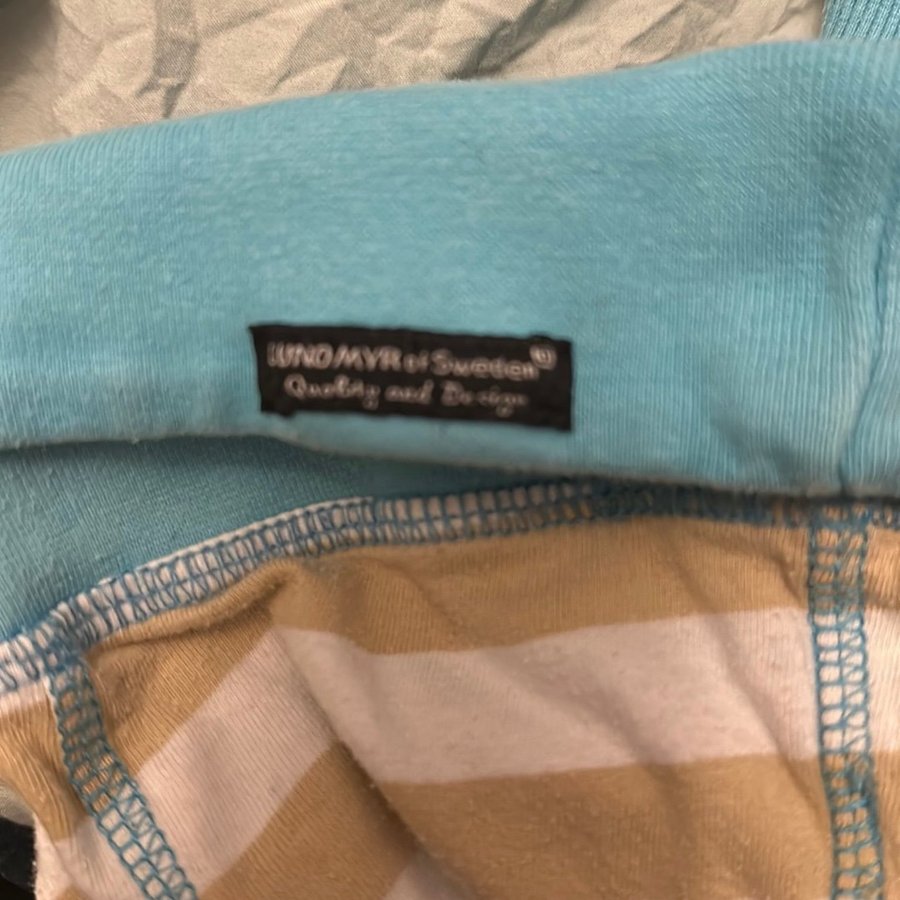 LUNDMYR of Sweden®
Quality and Design